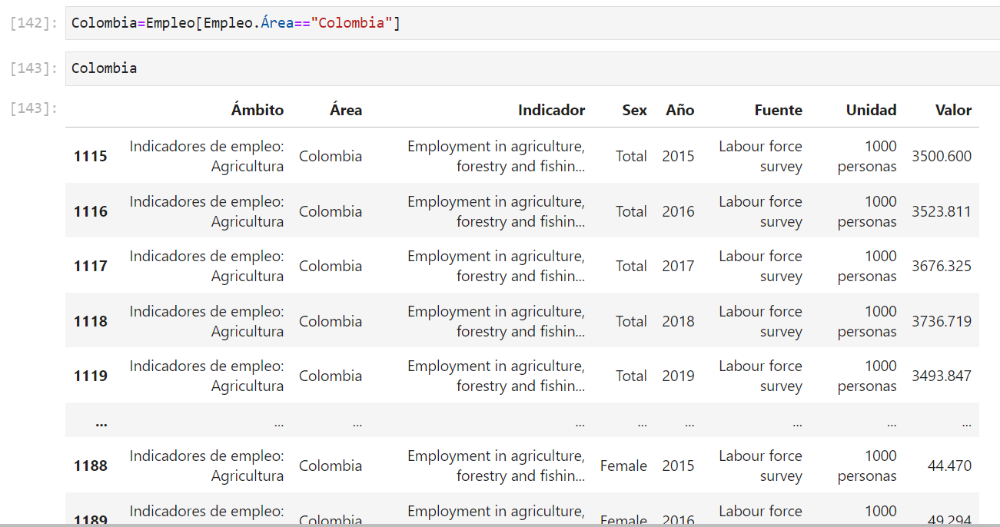 [142]: Colombia=Empleo[Empleo.Área=="Colombia"]
[143]: Colombia
[143]:
Ámbito Área Indicador Sex Año Fuente Unidad Valor
1115 Indicadores de empleo: Agricultura Colombia Employment in agriculture, forestry and fishin... Total 2015 Labour force survey 1000 personas 3500.600
1116 Indicadores de empleo: Agricultura Colombia Employment in agriculture, forestry and fishin... Total 2016 Labour force survey 1000 personas 3523.811
1117 Indicadores de empleo: Agricultura Colombia Employment in agriculture, forestry and fishin... Total 2017 Labour force survey 1000 personas 3676.325
1118 Indicadores de empleo: Agricultura Colombia Employment in agriculture, forestry and fishin... Total 2018 Labour force survey 1000 personas 3736.719
1119 Indicadores de empleo: Agricultura Colombia Employment in agriculture, forestry and fishin... Total 2019 Labour force survey 1000 personas 3493.847
... ... ... ... ... ... ... ... ...
1188 Indicadores de empleo: Agricultura Colombia Employment in agriculture, forestry and fishin... Female 2015 Labour force survey 1000 personas 44.470
1189 Indicadores de empleo: Colombia Employment in agriculture, Female 2016 Labour force 1000 49.294